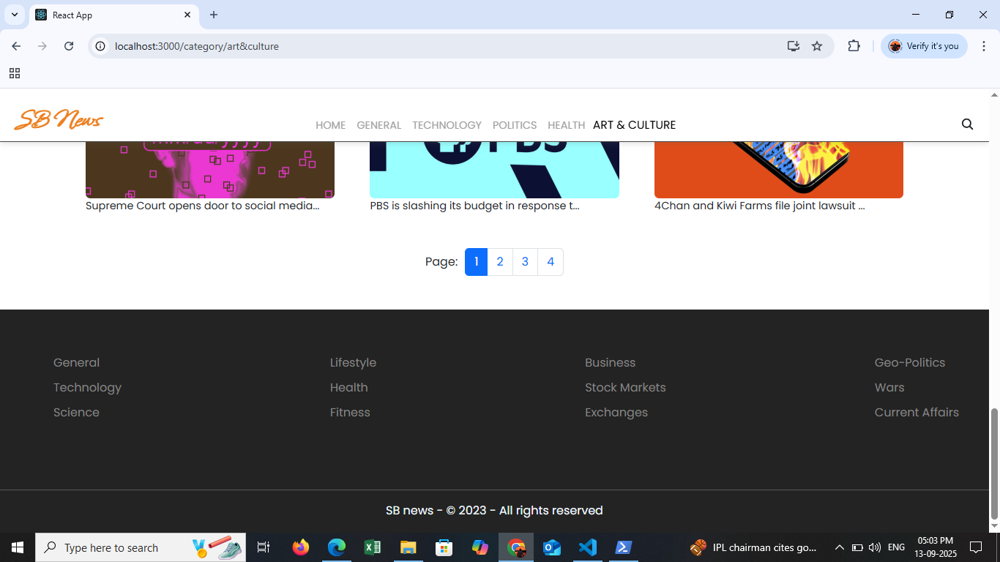 React App
localhost:3000/category/art&culture
Verify it's you
SB News
HOME GENERAL TECHNOLOGY POLITICS HEALTH ART & CULTURE
Supreme Court opens door to social media...
PBS is slashing its budget in response t...
4Chan and Kiwi Farms file joint lawsuit ...
Page: 1 2 3 4
General Lifestyle Business Geo-Politics
Technology Health Stock Markets Wars
Science Fitness Exchanges Current Affairs
SB news - © 2023 - All rights reserved
Type here to search
IPL chairman cites go...
ENG
05:03 PM
13-09-2025